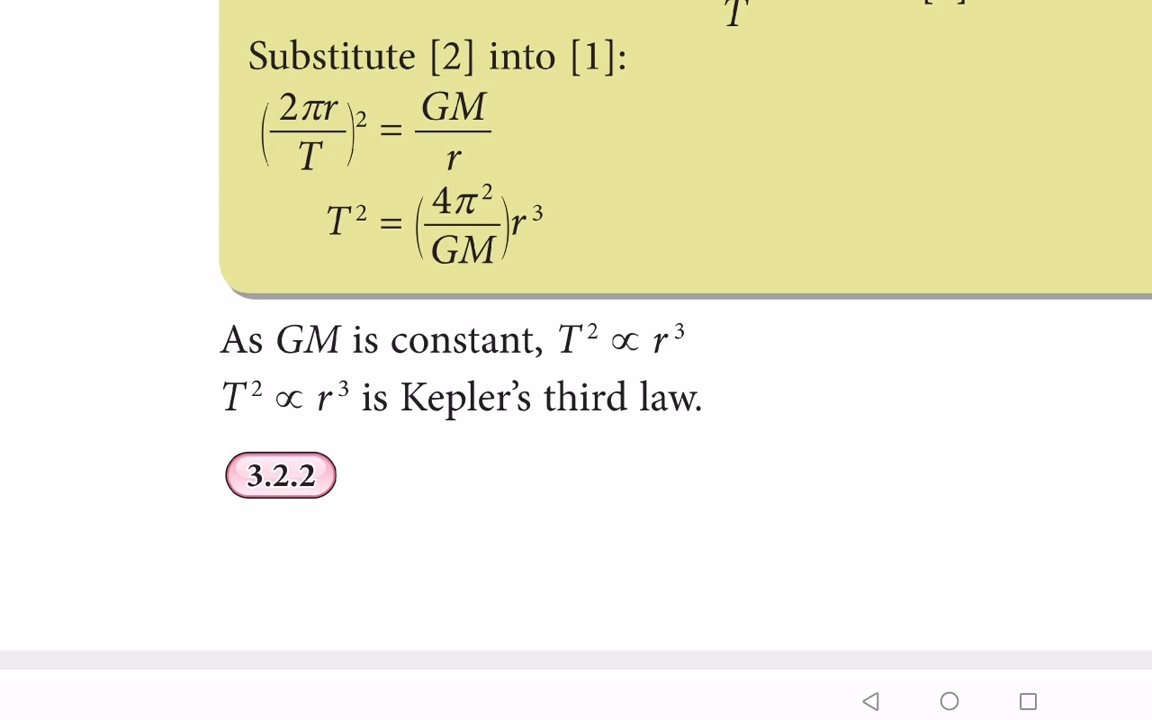 T
Substitute [2] into [1]:
(2πr/T)² = GM/r
T² = (4π²/GM)r³
As GM is constant, T² ∝ r³
T² ∝ r³ is Kepler’s third law.
3.2.2